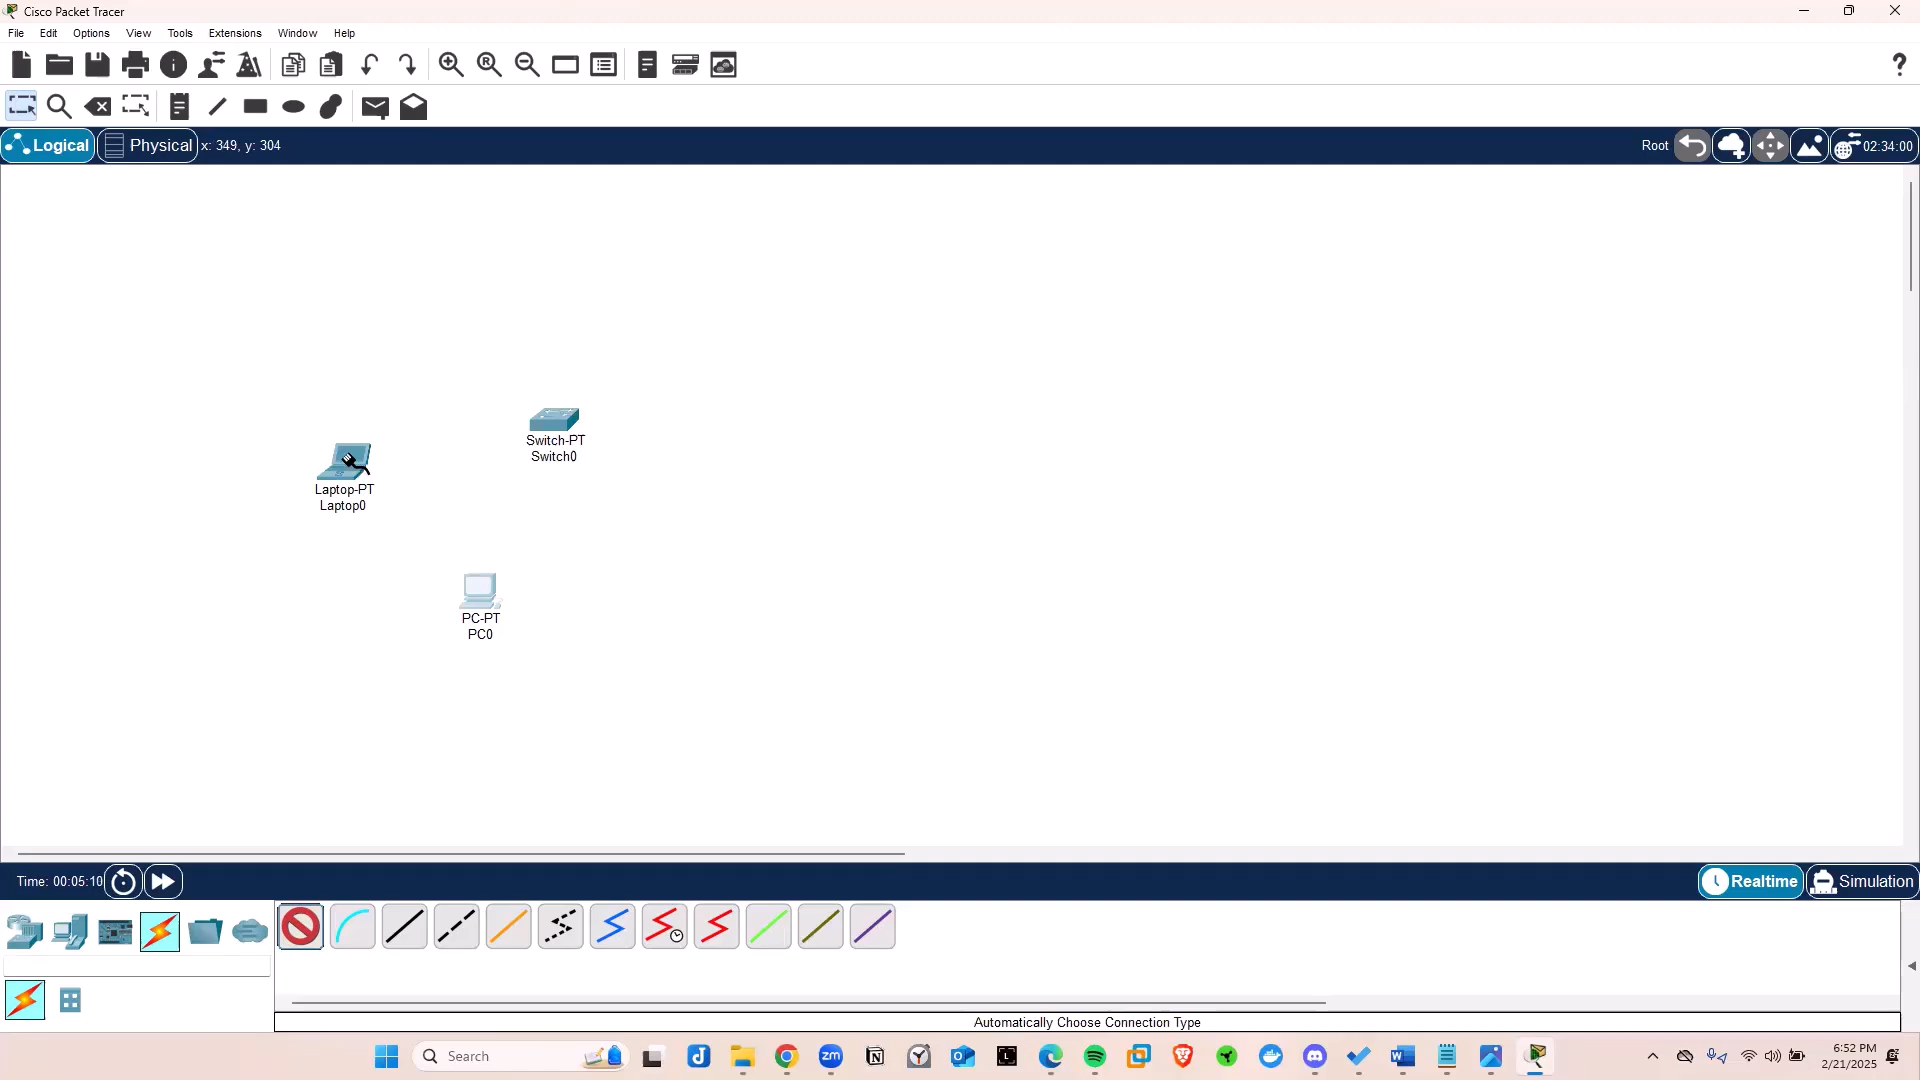 Cisco Packet Tracer
File Edit Options View Tools Extensions Window Help
Logical Physical x: 349, y: 304 Root 02:34:00
Switch-PT
Switch0
Laptop-PT
Laptop0
PC-PT
PC0
Time: 00:05:10 Realtime Simulation
Automatically Choose Connection Type
Search
6:52 PM
2/21/2025